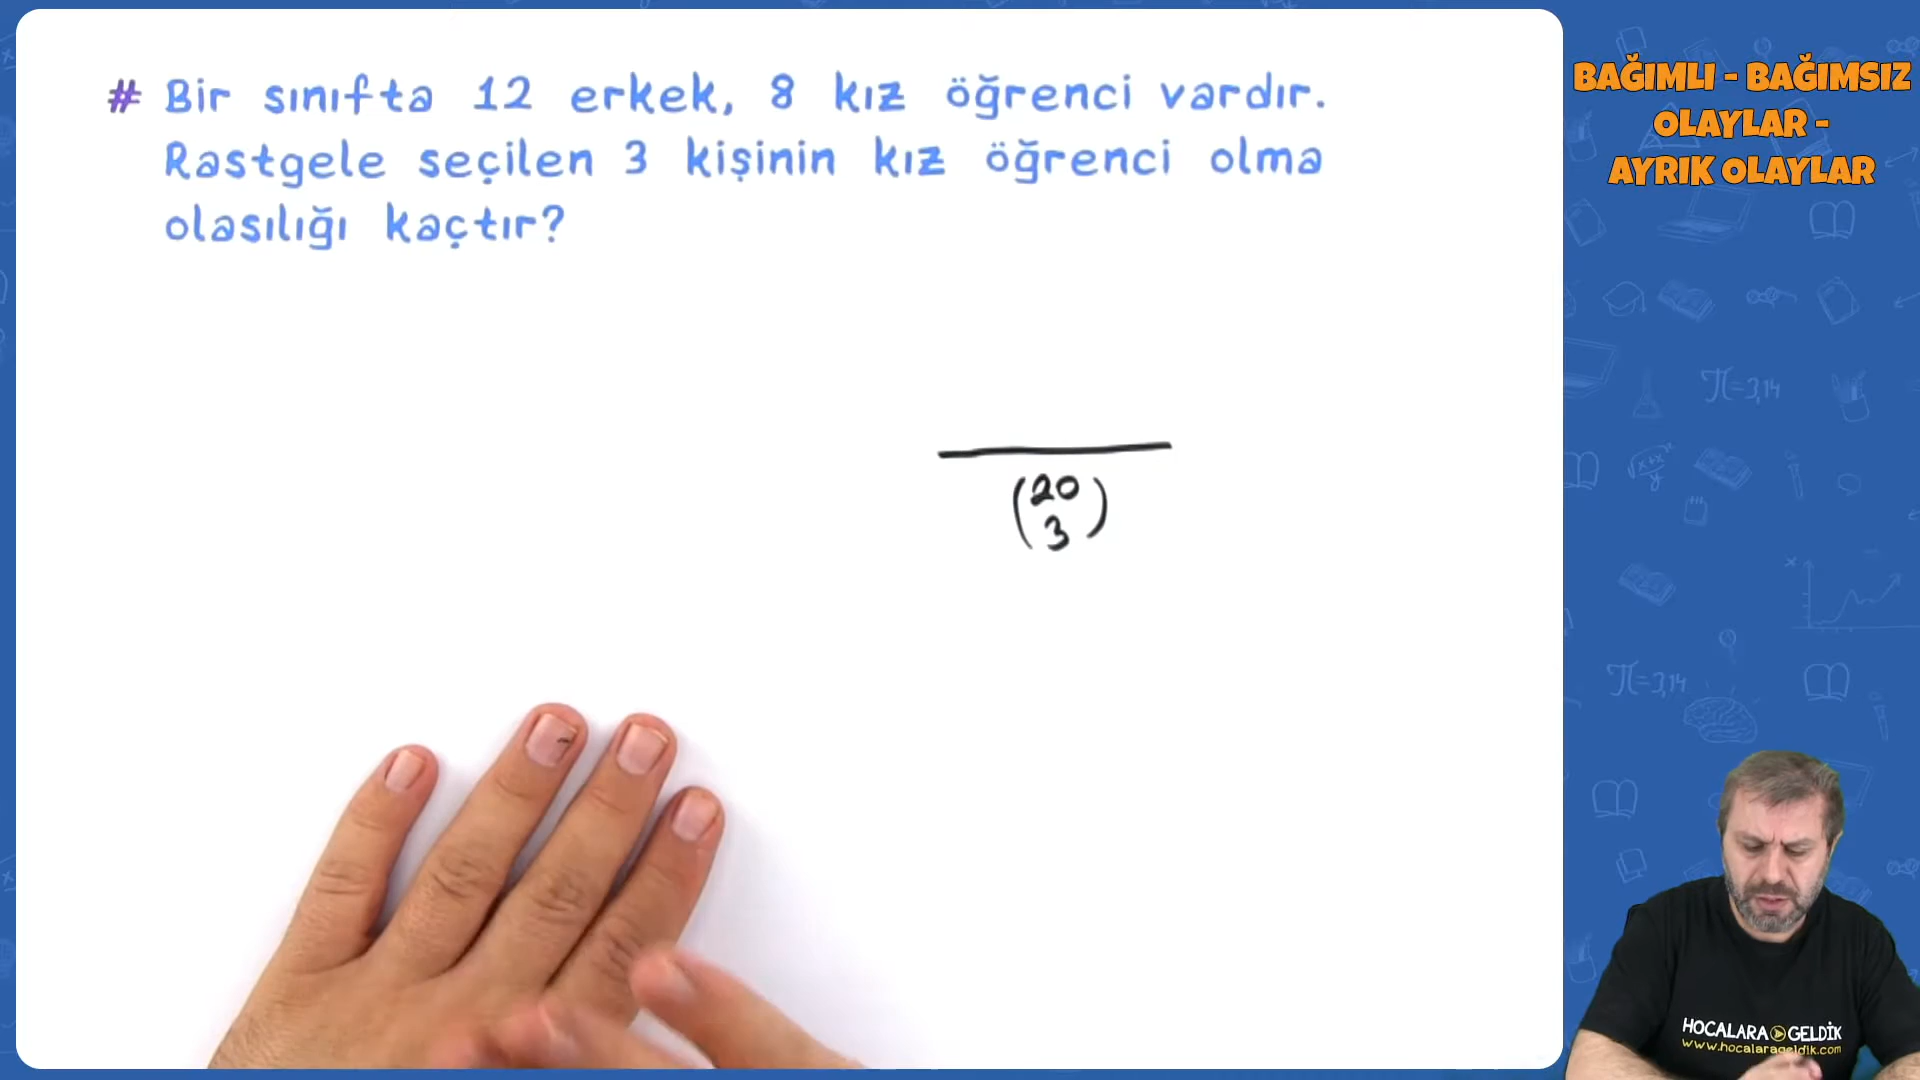 # Bir sınıfta 12 erkek, 8 kız öğrenci vardır.
Rastgele seçilen 3 kişinin kız öğrenci olma
olasılığı kaçtır?
(20
3)
BAĞIMLI - BAĞIMSIZ
OLAYLAR -
AYRIK OLAYLAR
π=3,14
π=3,14
HOCALARA GELDİK
www.hocalarageldik.com